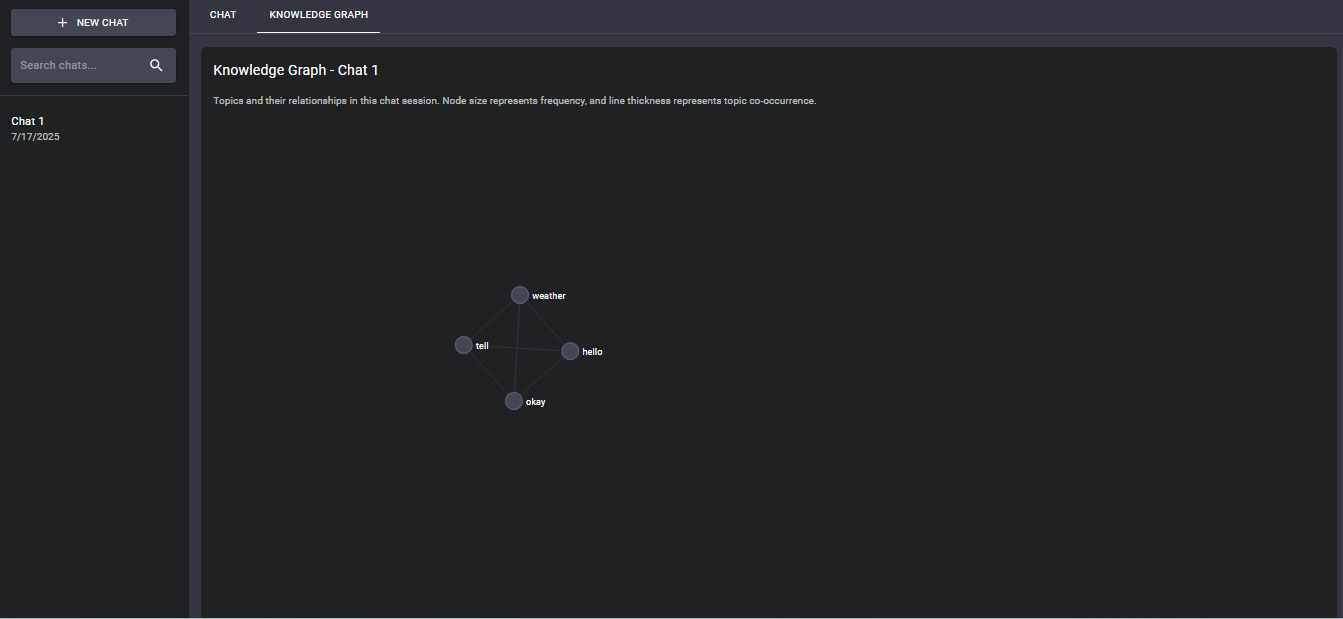 NEW CHAT
Search chats...
Chat 1
7/17/2025
CHAT
KNOWLEDGE GRAPH
Knowledge Graph - Chat 1
Topics and their relationships in this chat session. Node size represents frequency, and line thickness represents topic co-occurrence.
weather
tell
hello
okay